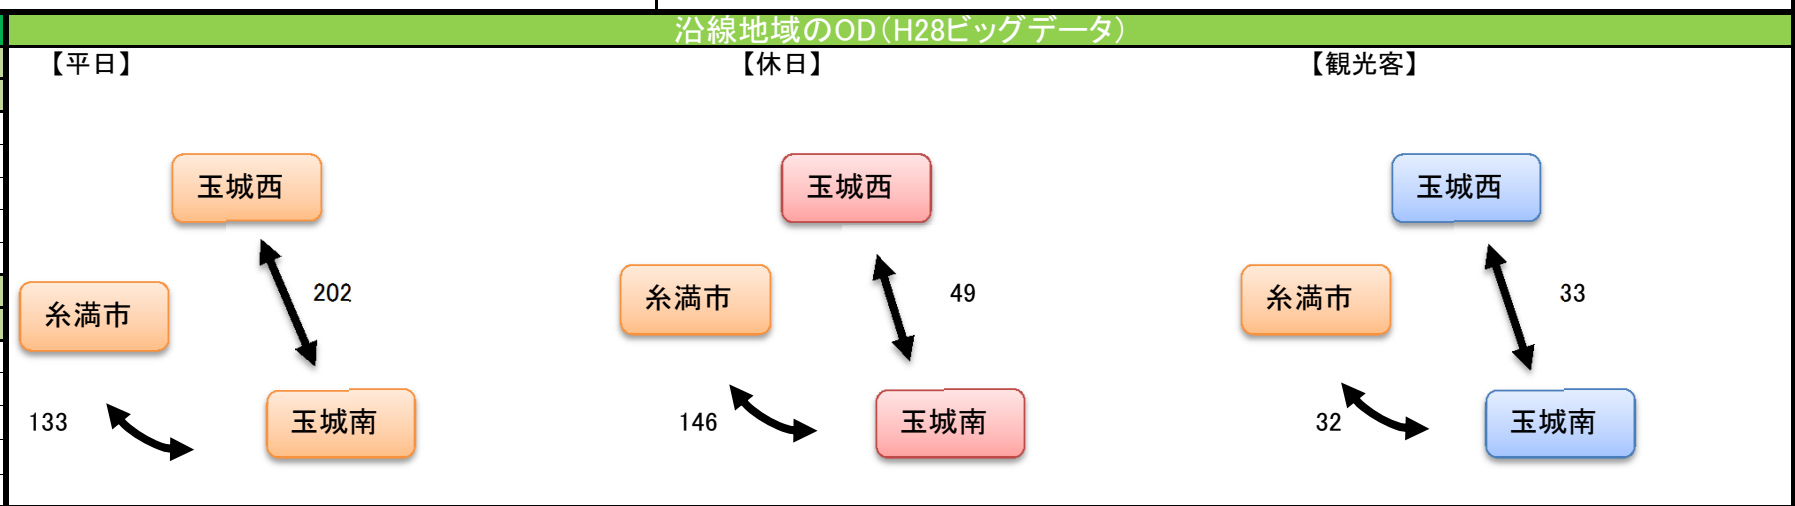 沿線地域のOD（H28ビッグデータ）
【平日】
玉城西
202
糸満市
133
玉城南
【休日】
玉城西
49
糸満市
146
玉城南
【観光客】
玉城西
33
糸満市
32
玉城南